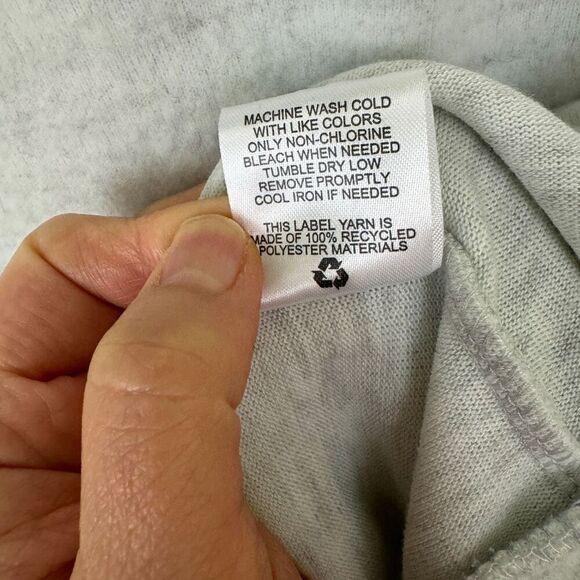 MACHINE WASH COLD
WITH LIKE COLORS
ONLY NON-CHLORINE
BLEACH WHEN NEEDED
TUMBLE DRY LOW
REMOVE PROMPTLY
COOL IRON IF NEEDED
THIS LABEL YARN IS
MADE OF 100% RECYCLED
POLYESTER MATERIALS